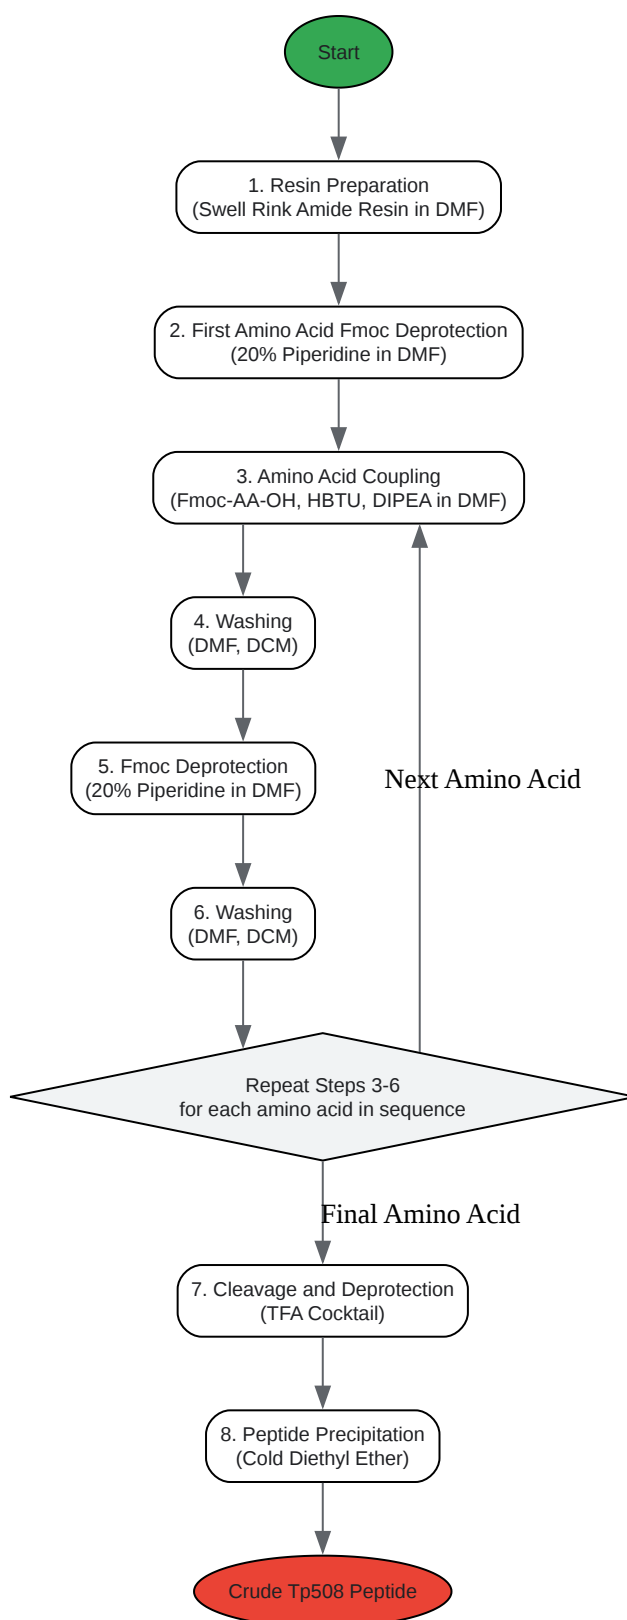 Start
1. Resin Preparation
(Swell Rink Amide Resin in DMF)
2. First Amino Acid Fmoc Deprotection
(20% Piperidine in DMF)
3. Amino Acid Coupling
(Fmoc-AA-OH, HBTU, DIPEA in DMF)
4. Washing
(DMF, DCM)
5. Fmoc Deprotection
(20% Piperidine in DMF)
Next Amino Acid
6. Washing
(DMF, DCM)
Repeat Steps 3-6
for each amino acid in sequence
Final Amino Acid
7. Cleavage and Deprotection
(TFA Cocktail)
8. Peptide Precipitation
(Cold Diethyl Ether)
Crude Tp508 Peptide